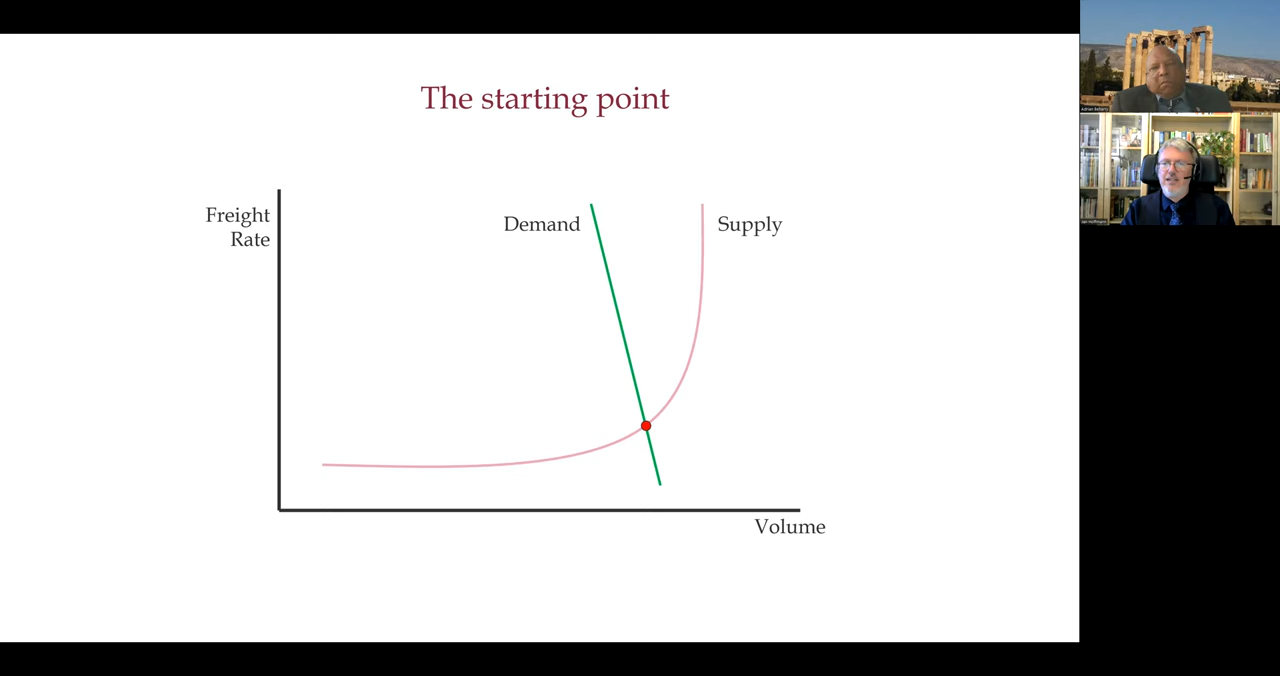 The starting point
Freight
Rate
Demand
Supply
Volume